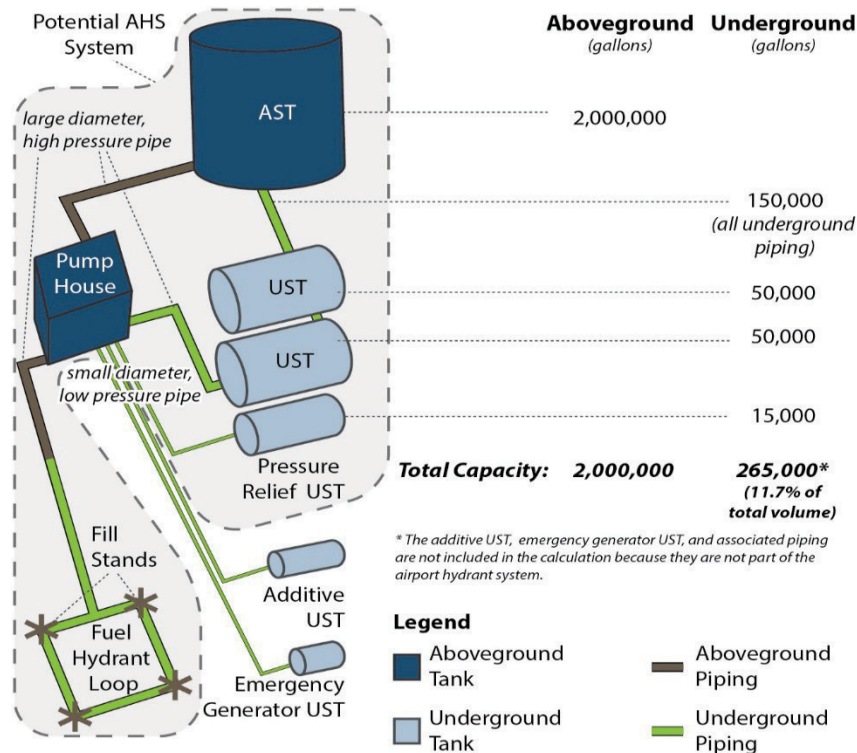 Potential AHS
System
Aboveground
(gallons)
Underground
(gallons)
large diameter,
high pressure pipe
AST
2,000,000
150,000
(all underground
piping)
Pump
House
UST
50,000
UST
50,000
small diameter,
low pressure pipe
15,000
Pressure
Relief UST
Total Capacity:
2,000,000
265,000*
(11.7% of
total volume)
* The additive UST, emergency generator UST, and associated piping
are not included in the calculation because they are not part of the
airport hydrant system.
Fill
Stands
Additive
UST
Fuel
Hydrant
Loop
Emergency
Generator UST
Legend
Aboveground
Tank
Aboveground
Piping
Underground
Tank
Underground
Piping